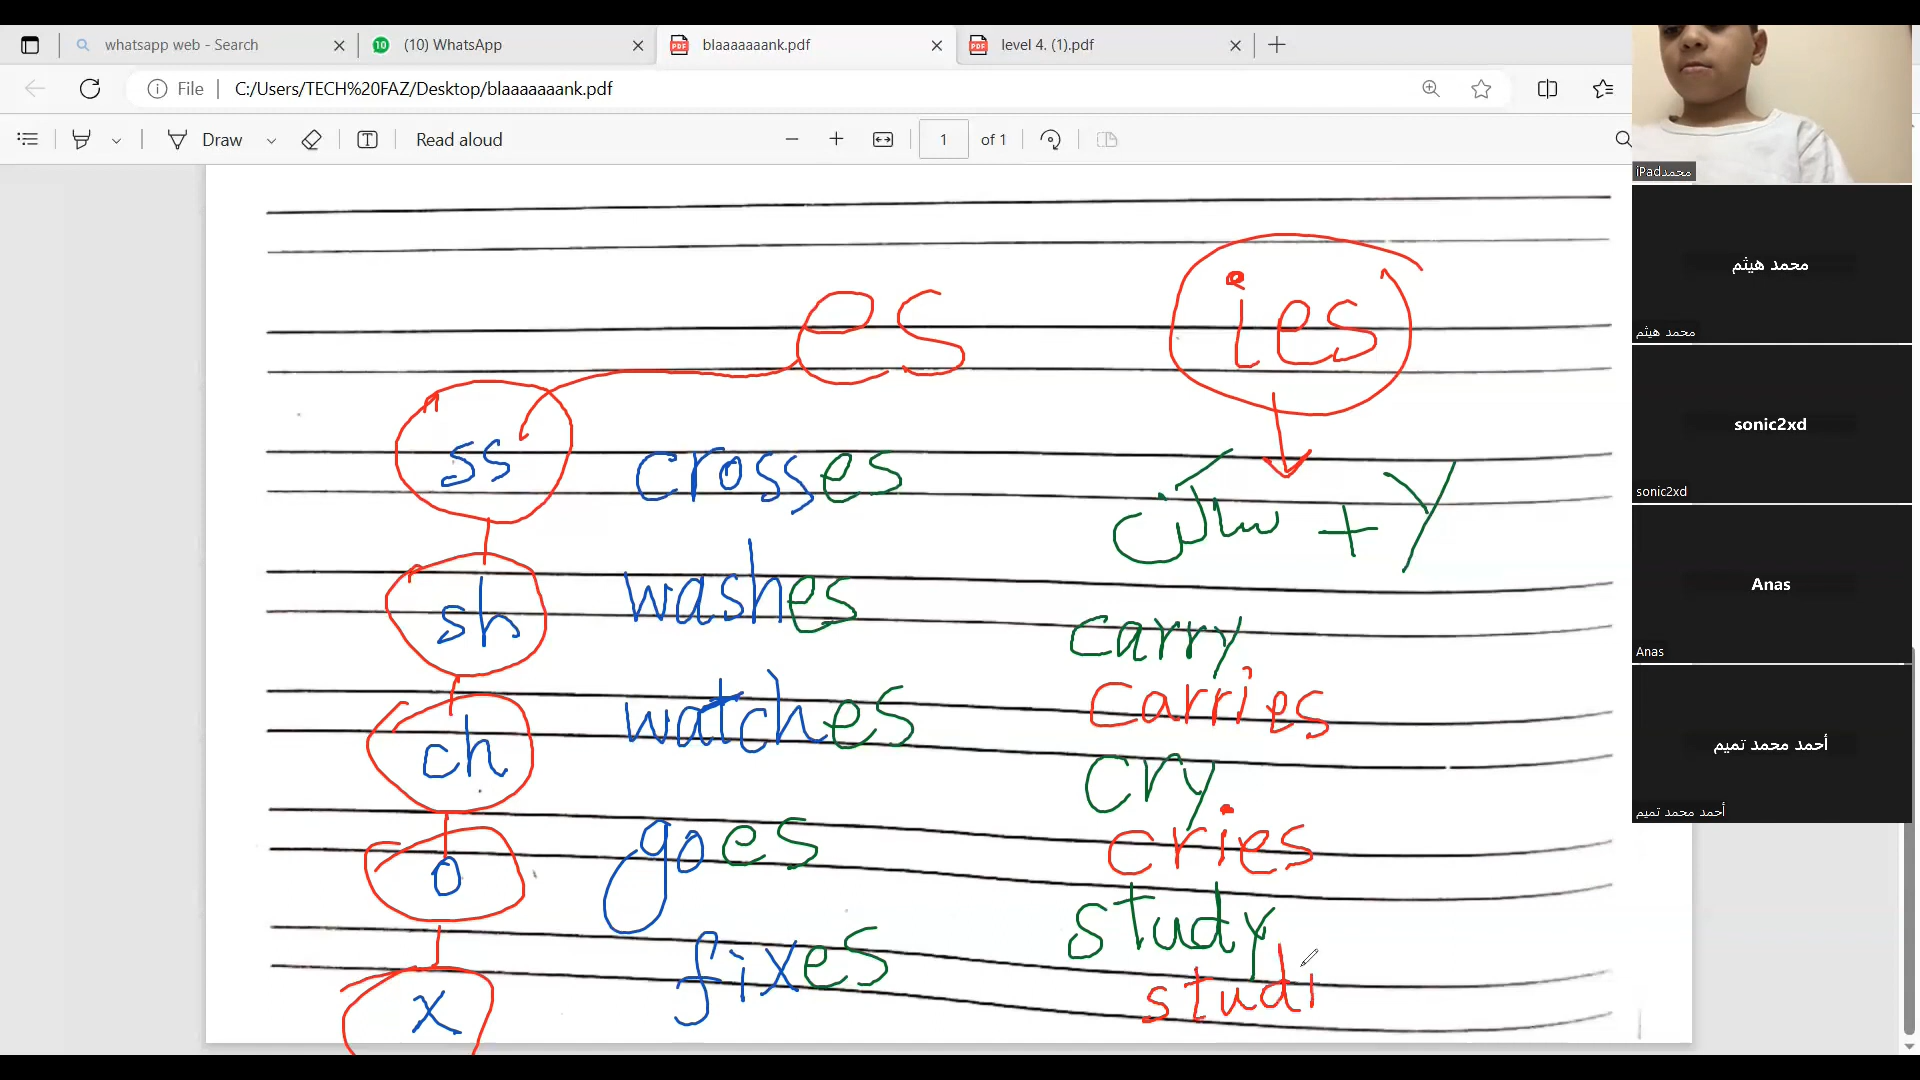 whatsapp web - Search
(10) WhatsApp
blaaaaaaank.pdf
level 4. (1).pdf
File C:/Users/TECH%20FAZ/Desktop/blaaaaaaank.pdf
Draw
Read aloud
1 of 1
es
ies
ss crosses
ساكن + y
sh washes
carry
carries
ch watches
cry
cries
o goes
study
x fixes
studi
iPadمحمد
محمد هيثم
محمد هيثم
sonic2xd
sonic2xd
Anas
Anas
أحمد محمد تميم
أحمد محمد تميم